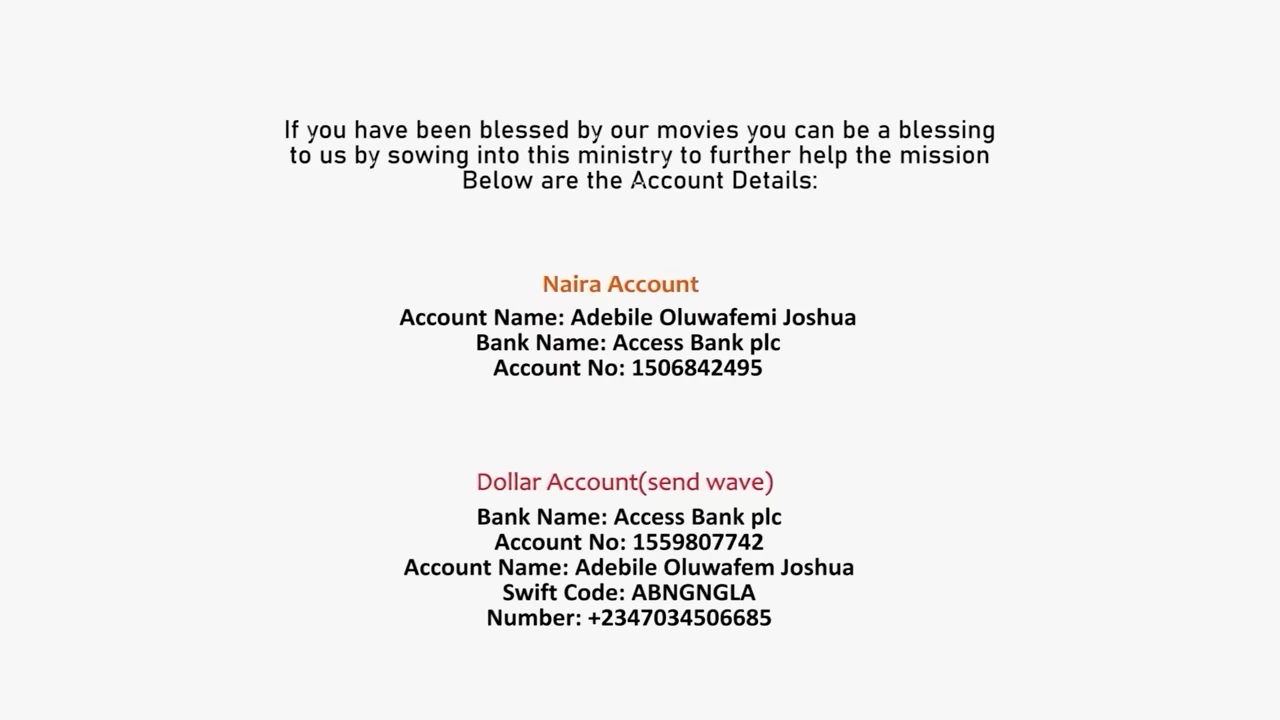 If you have been blessed by our movies you can be a blessing
to us by sowing into this ministry to further help the mission
Below are the Account Details:
Naira Account
Account Name: Adebile Oluwafemi Joshua
Bank Name: Access Bank plc
Account No: 1506842495
Dollar Account(send wave)
Bank Name: Access Bank plc
Account No: 1559807742
Account Name: Adebile Oluwafem Joshua
Swift Code: ABNGNGLA
Number: +2347034506685